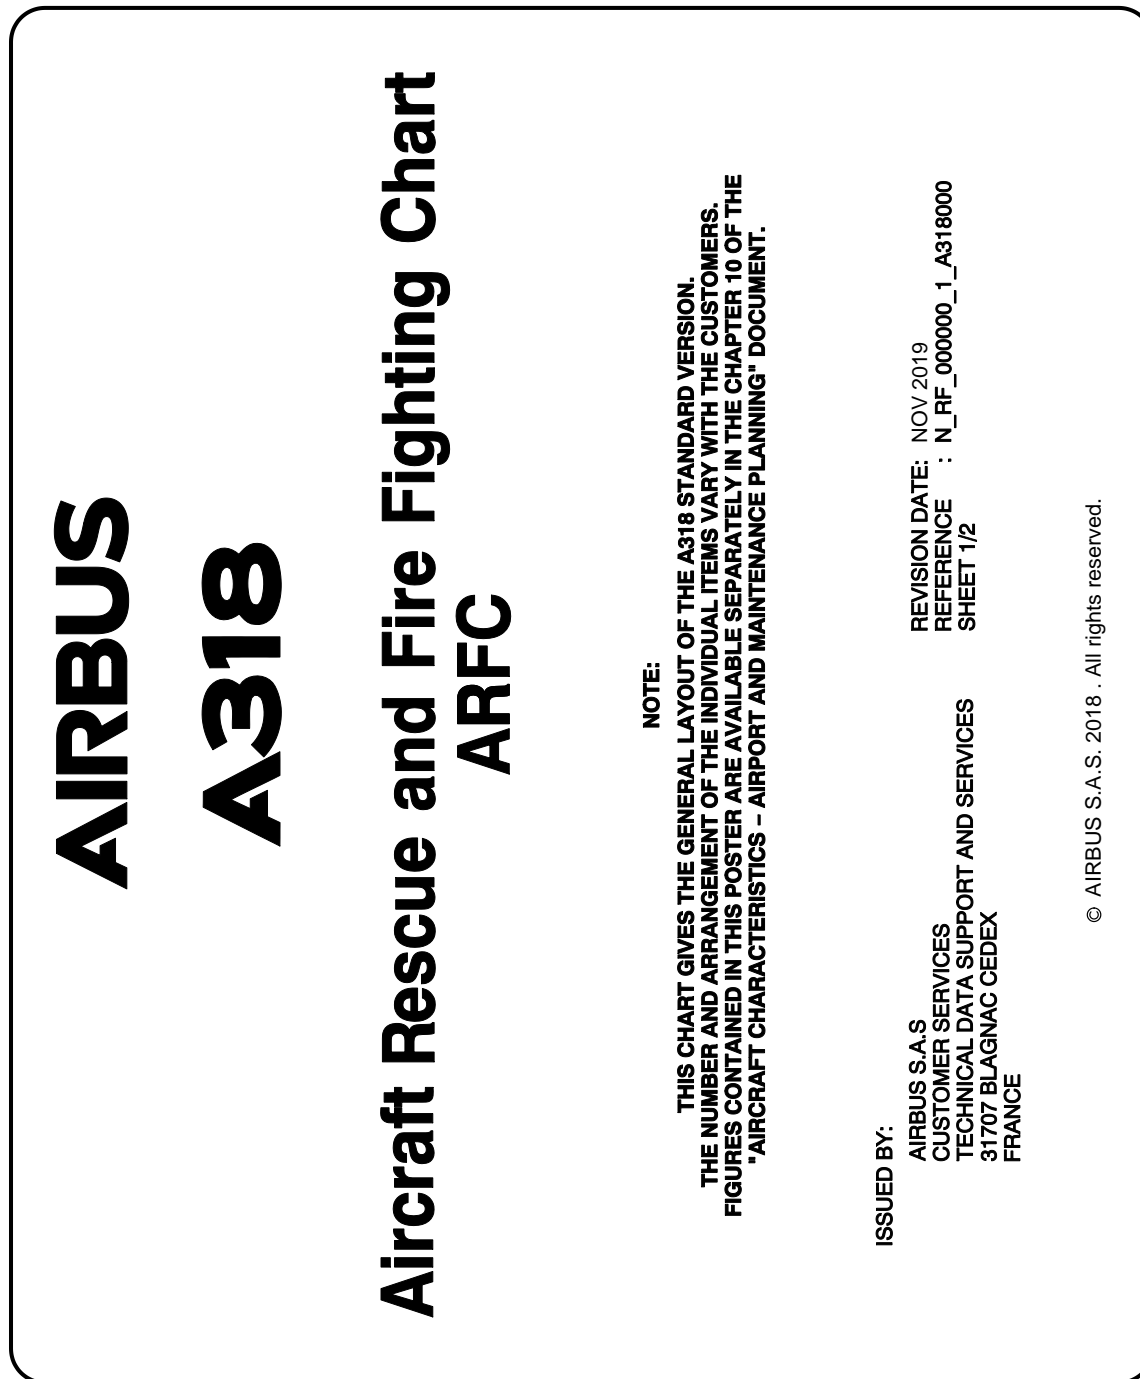 AIRBUS
A318
Aircraft Rescue and Fire Fighting Chart
ARFC
NOTE:
THIS CHART GIVES THE GENERAL LAYOUT OF THE A318 STANDARD VERSION.
THE NUMBER AND ARRANGEMENT OF THE INDIVIDUAL ITEMS VARY WITH THE CUSTOMERS.
FIGURES CONTAINED IN THIS POSTER ARE AVAILABLE SEPARATELY IN THE CHAPTER 10 OF THE
"AIRCRAFT CHARACTERISTICS – AIRPORT AND MAINTENANCE PLANNING" DOCUMENT.
ISSUED BY:
AIRBUS S.A.S
CUSTOMER SERVICES
TECHNICAL DATA SUPPORT AND SERVICES
31707 BLAGNAC CEDEX
FRANCE
REVISION DATE: NOV 2019
REFERENCE : N_RF_000000_1_A318000
SHEET 1/2
© AIRBUS S.A.S. 2018 . All rights reserved.